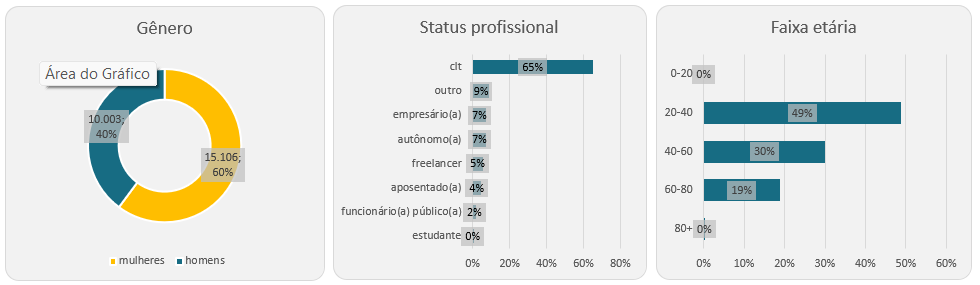 Gênero
Área do Gráfico
10.003;
40%
15.106;
60%
mulheres
homens
Status profissional
clt
65%
outro
9%
empresário(a)
7%
autônomo(a)
7%
freelancer
5%
aposentado(a)
4%
funcionário(a) público(a)
2%
estudante
0%
0% 20% 40% 60% 80%
Faixa etária
0-20
0%
20-40
49%
40-60
30%
60-80
19%
80+
0%
0% 10% 20% 30% 40% 50% 60%